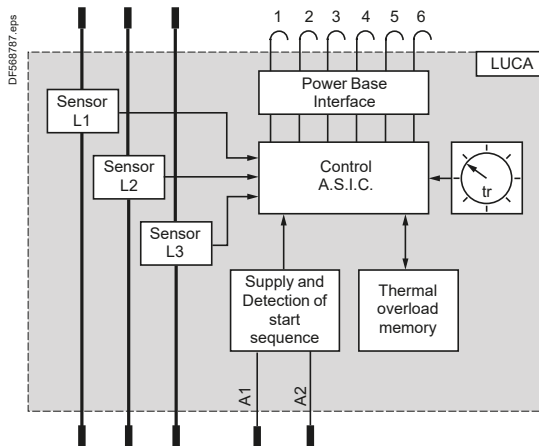 DF568787.eps
1 2 3 4 5 6
LUCA
Power Base
Interface
Sensor
L1
Control
A.S.I.C.
Sensor
L2
tr
Sensor
L3
Supply and
Detection of
start
sequence
Thermal
overload
memory
A1
A2